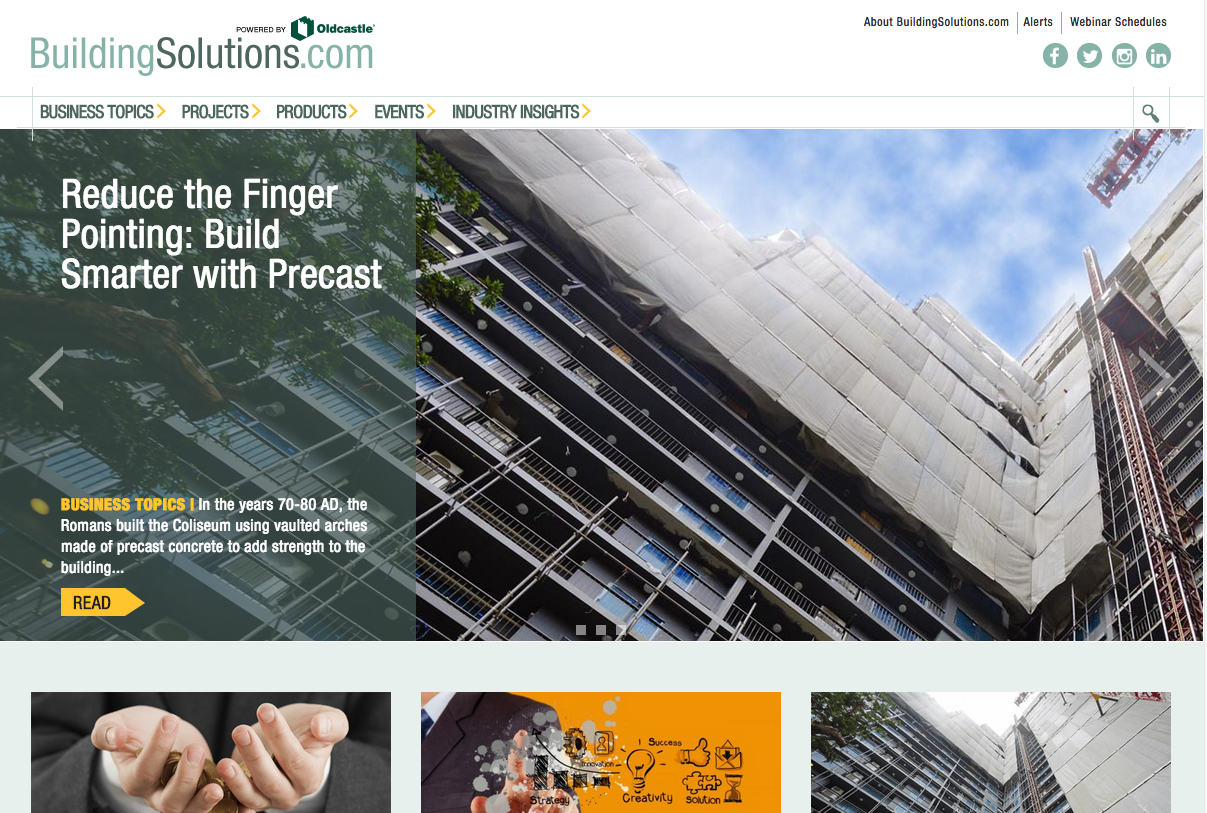 About BuildingSolutions.com
Alerts
Webinar Schedules
POWERED BY Oldcastle®
BuildingSolutions.com
BUSINESS TOPICS
PROJECTS
PRODUCTS
EVENTS
INDUSTRY INSIGHTS
Reduce the Finger
Pointing: Build
Smarter with Precast
BUSINESS TOPICS | In the years 70-80 AD, the
Romans built the Coliseum using vaulted arches
made of precast concrete to add strength to the
building...
READ
Success
Innovation
Strategy
Creativity
Solution